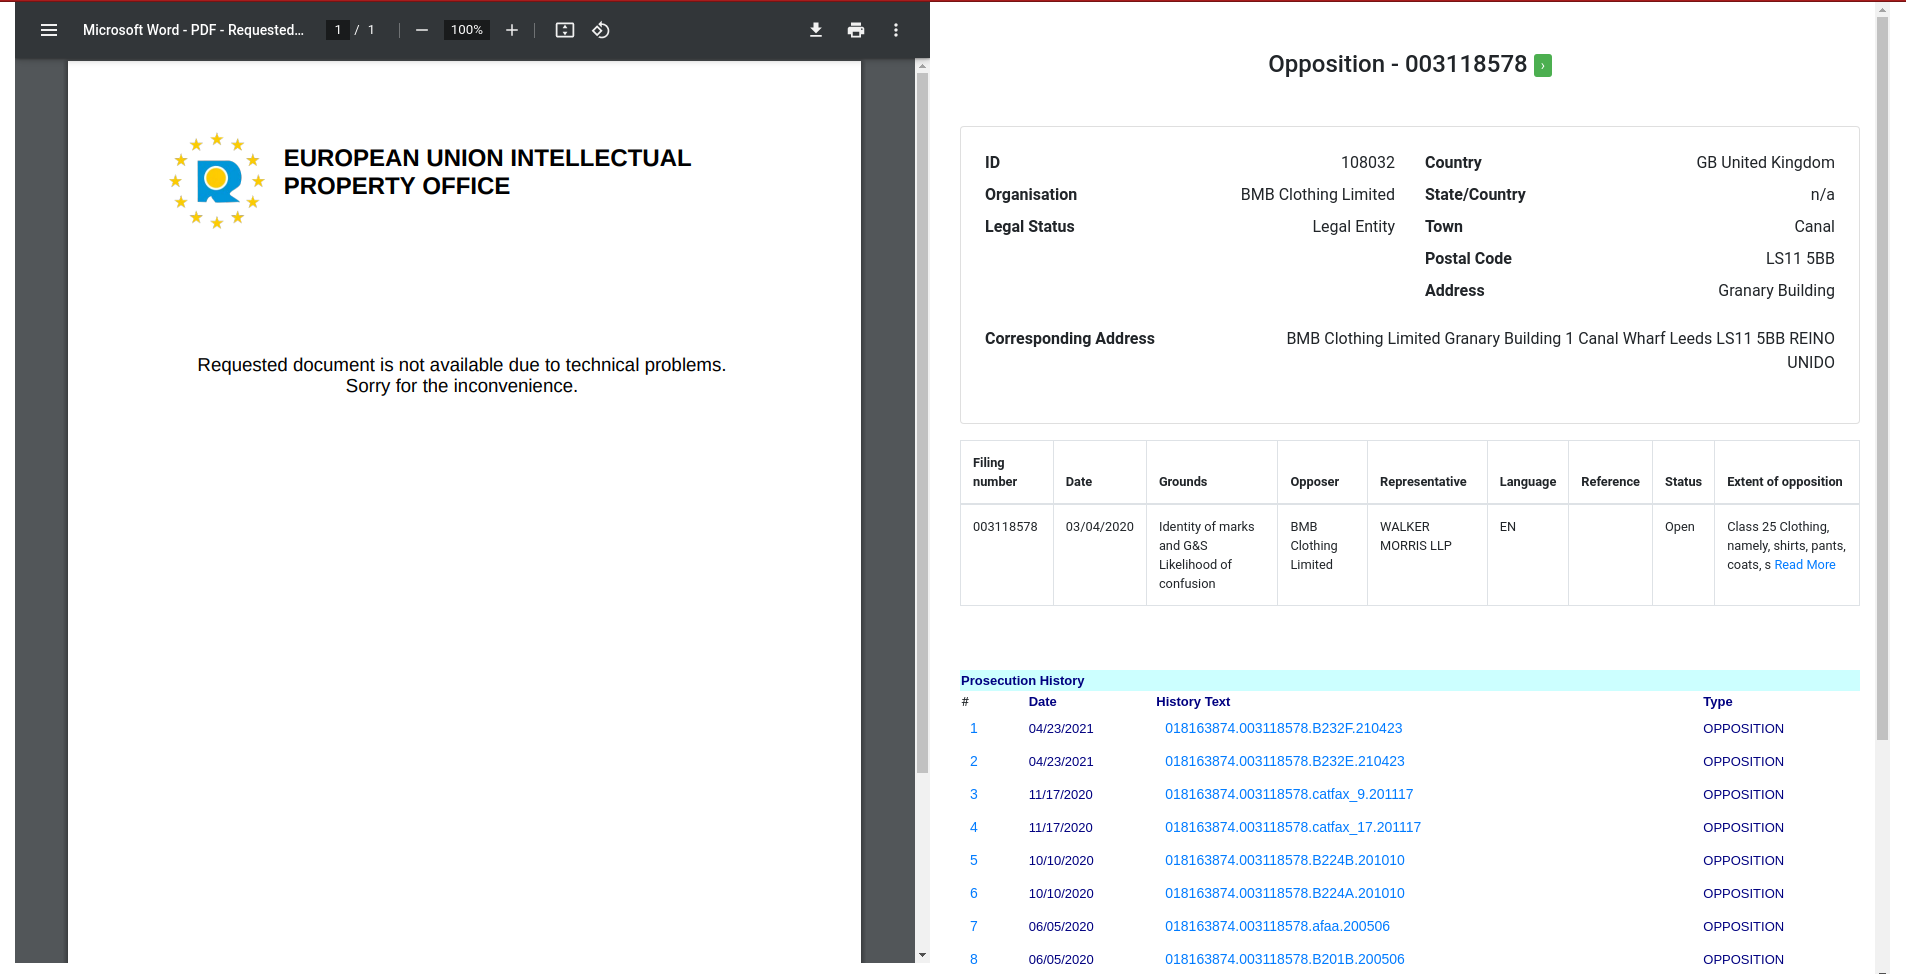 Microsoft Word - PDF - Requested...
1 / 1
100%
EUROPEAN UNION INTELLECTUAL
PROPERTY OFFICE
Requested document is not available due to technical problems.
Sorry for the inconvenience.
Opposition - 003118578 ›
ID 108032 Country GB United Kingdom
Organisation BMB Clothing Limited State/Country n/a
Legal Status Legal Entity Town Canal
Postal Code LS11 5BB
Address Granary Building
Corresponding Address BMB Clothing Limited Granary Building 1 Canal Wharf Leeds LS11 5BB REINO
UNIDO
Filing
number Date Grounds Opposer Representative Language Reference Status Extent of opposition
003118578 03/04/2020 Identity of marks BMB WALKER EN Open Class 25 Clothing,
and G&S Clothing MORRIS LLP namely, shirts, pants,
Likelihood of Limited coats, s Read More
confusion
Prosecution History
# Date History Text Type
1 04/23/2021 018163874.003118578.B232F.210423 OPPOSITION
2 04/23/2021 018163874.003118578.B232E.210423 OPPOSITION
3 11/17/2020 018163874.003118578.catfax_9.201117 OPPOSITION
4 11/17/2020 018163874.003118578.catfax_17.201117 OPPOSITION
5 10/10/2020 018163874.003118578.B224B.201010 OPPOSITION
6 10/10/2020 018163874.003118578.B224A.201010 OPPOSITION
7 06/05/2020 018163874.003118578.afaa.200506 OPPOSITION
8 06/05/2020 018163874.003118578.B201B.200506 OPPOSITION